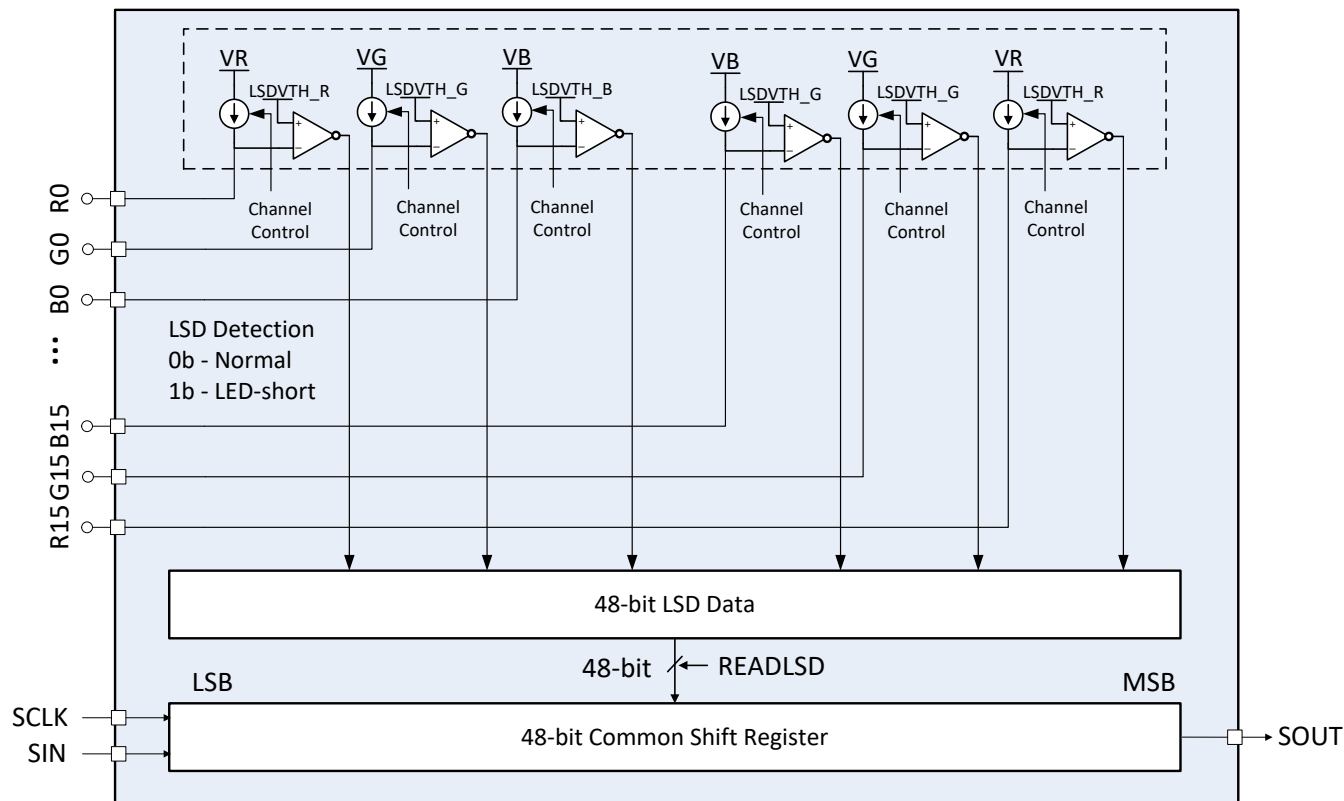 VR
VG
VB
VB
VG
VR
LSDVTH_R
LSDVTH_G
LSDVTH_B
LSDVTH_G
LSDVTH_G
LSDVTH_R
+
−
+
−
+
−
+
−
+
−
+
−
Channel
Control
Channel
Control
Channel
Control
Channel
Control
Channel
Control
Channel
Control
R0
G0
B0
...
B15
G15
R15
LSD Detection
0b - Normal
1b - LED-short
48-bit LSD Data
48-bit
READLSD
LSB
MSB
SCLK
SIN
48-bit Common Shift Register
SOUT